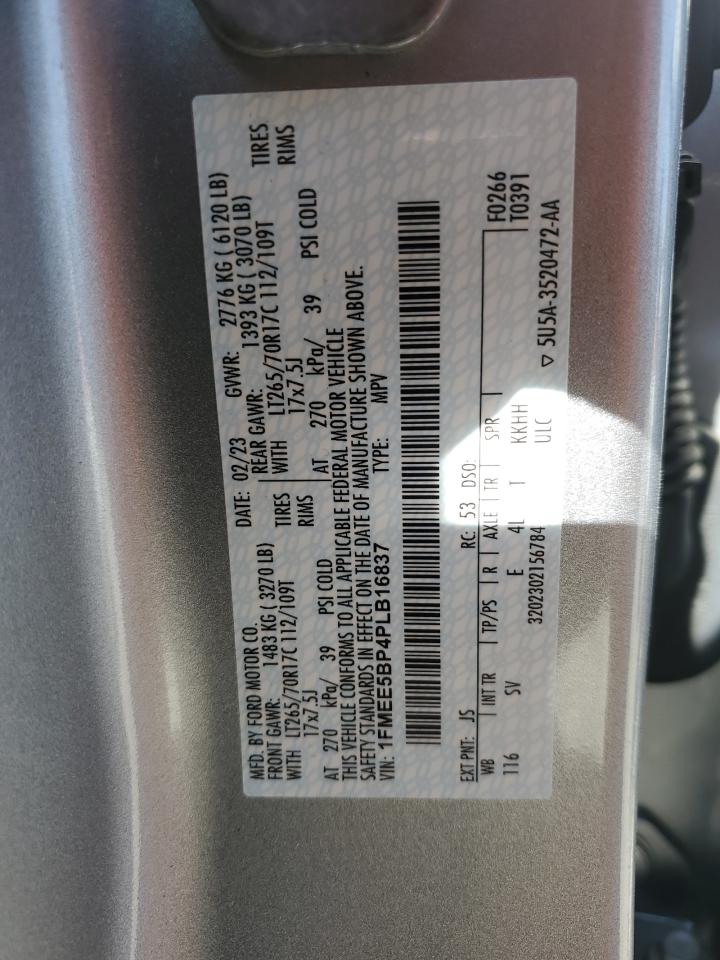 MFD. BY FORD MOTOR CO.
DATE: 02/23 GVWR: 2776 KG ( 6120 LB)
FRONT GAWR: 1483 KG ( 3270 LB) REAR GAWR: 1393 KG ( 3070 LB)
WITH LT265/70R17C 112/109T TIRES WITH LT265/70R17C 112/109T TIRES
17x7.5J RIMS 17x7.5J RIMS
AT 270 kPa/ 39 PSI COLD AT 270 kPa/ 39 PSI COLD
THIS VEHICLE CONFORMS TO ALL APPLICABLE FEDERAL MOTOR VEHICLE
SAFETY STANDARDS IN EFFECT ON THE DATE OF MANUFACTURE SHOWN ABOVE.
VIN: 1FMEE5BP4PLB16837 TYPE: MPV
EXT PNT: JS RC: 53 DSO: F0266
WB INT TR TP/PS R AXLE TR SPR T0391
116 SV E 4L T KKHH
3202302156784 ULC ▽ 5U5A-3520472-AA